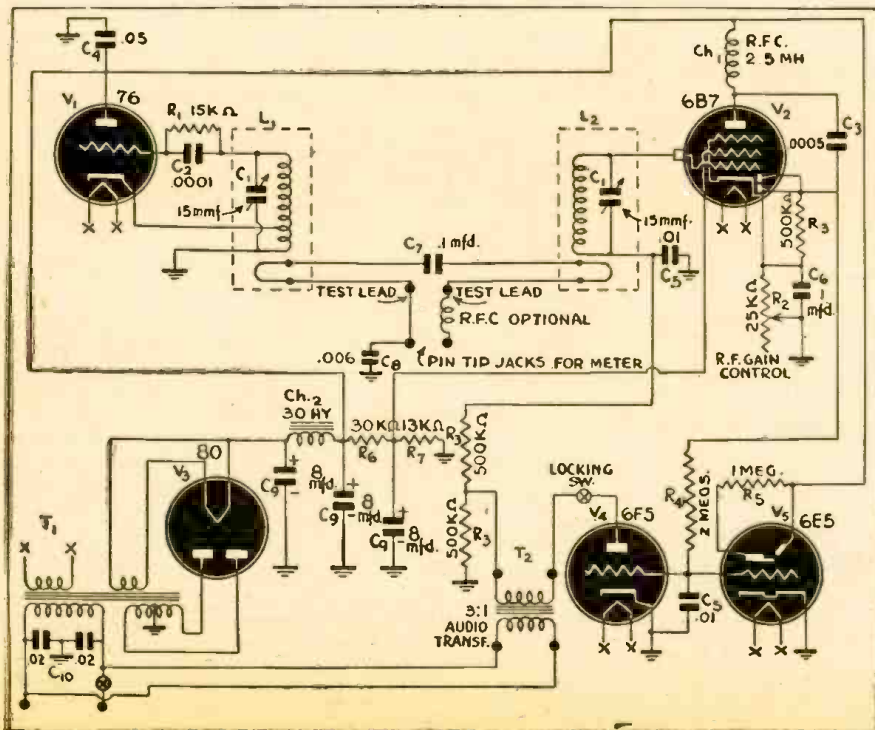 C4 .05
V1 76
R1 15KΩ
C2
.0001
L1
C1
15mmf.
L2
C1
15mmf.
Ch1
R.F.C.
2.5 MH
6B7
V2
C3
.0005
500KΩ
R3
C6
1
mfd.
25KΩ
R2
R.F. GAIN
CONTROL
.01
C5
C7 .1 mfd.
TEST LEAD
TEST LEAD
R.F.C OPTIONAL
.006 C8
PIN TIP JACKS FOR METER
Ch.2
30 HY
30KΩ 13KΩ
R6 R7
R3
500KΩ
500KΩ
R3
80
V3
C9 + -
8 mfd. + -
C9
8 mfd. + -
C9
T1
X X
.02 .02
C10
T2
3:1
AUDIO
TRANSF.
LOCKING
SW.
V4 6F5
R4
2 MEGS.
1 MEG.
R5
V5 6E5
C5
.01
X X
X X
X X
X X